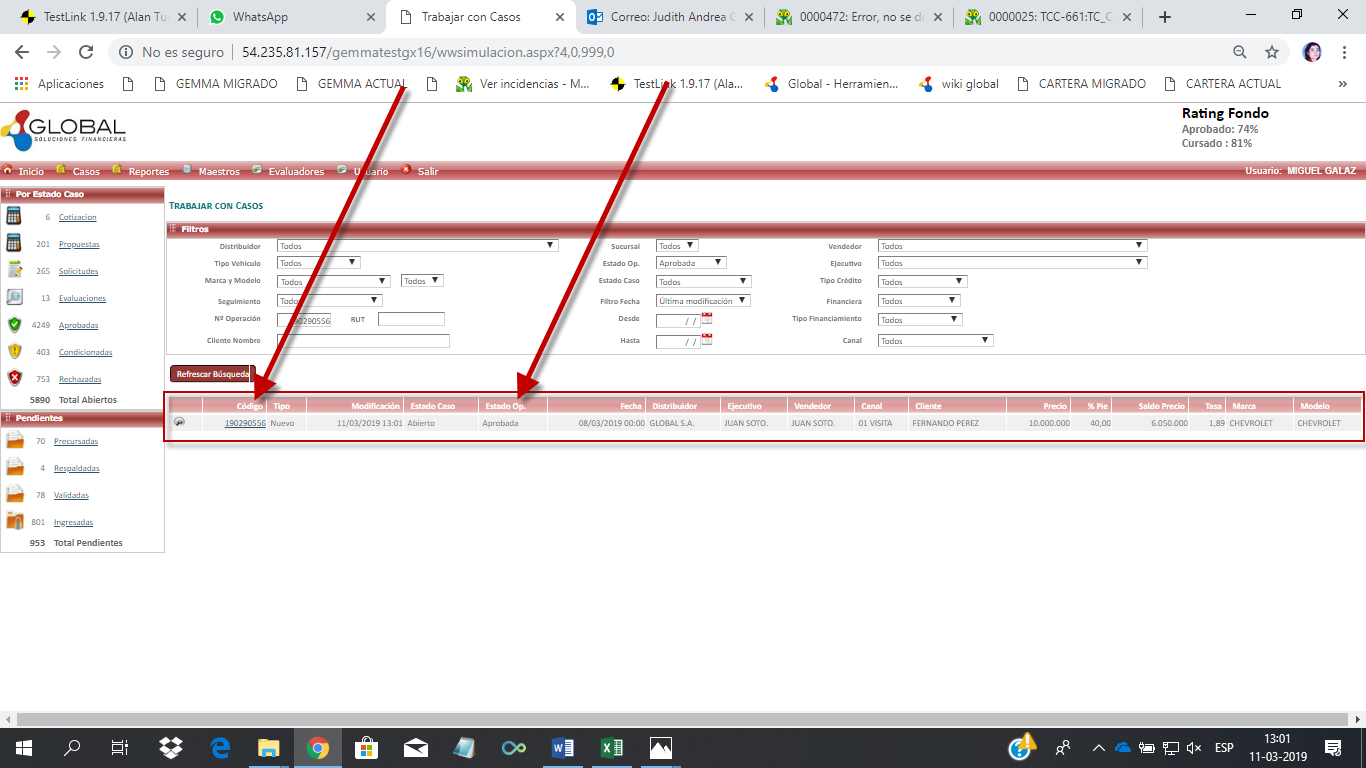 TestLink 1.9.17 (Alan Tu
WhatsApp
Trabajar con Casos
Correo: Judith Andrea G
0000472: Error, no se de
0000025: TCC-661:TC_C
No es seguro | 54.235.81.157/gemmatestgx16/wwsimulacion.aspx?4,0,999,0
Aplicaciones
GEMMA MIGRADO
GEMMA ACTUAL
Ver incidencias - M...
TestLink 1.9.17 (Ala...
Global - Herramien...
wiki global
CARTERA MIGRADO
CARTERA ACTUAL
»
GLOBAL
SOLUCIONES FINANCIERAS
Rating Fondo
Aprobado: 74%
Cursado : 81%
Inicio Casos Reportes Maestros Evaluadores Usuario Salir
Usuario: MIGUEL GALAZ
Por Estado Caso
6 Cotizacion
201 Propuestas
265 Solicitudes
13 Evaluaciones
4249 Aprobadas
403 Condicionadas
753 Rechazadas
5890 Total Abiertos
Pendientes
70 Precursadas
4 Respaldadas
78 Validadas
801 Ingresadas
953 Total Pendientes
TRABAJAR CON CASOS
Filtros
Distribuidor Todos Sucursal Todos Vendedor Todos
Tipo Vehículo Todos Estado Op. Aprobada Ejecutivo Todos
Marca y Modelo Todos Todos Estado Caso Todos Tipo Crédito Todos
Seguimiento Todos Filtro Fecha Última modificación Financiera Todos
Nº Operación 190290556 RUT Desde / / Tipo Financiamiento Todos
Cliente Nombre Hasta / / Canal Todos
Refrescar Búsqueda
Código Tipo Modificación Estado Caso Estado Op. Fecha Distribuidor Ejecutivo Vendedor Canal Cliente Precio % Pie Saldo Precio Tasa Marca Modelo
190290556 Nuevo 11/03/2019 13:01 Abierto Aprobada 08/03/2019 00:00 GLOBAL S.A. JUAN SOTO. JUAN SOTO. 01 VISITA FERNANDO PEREZ 10.000.000 40,00 6.050.000 1,89 CHEVROLET CHEVROLET
ESP
13:01
11-03-2019